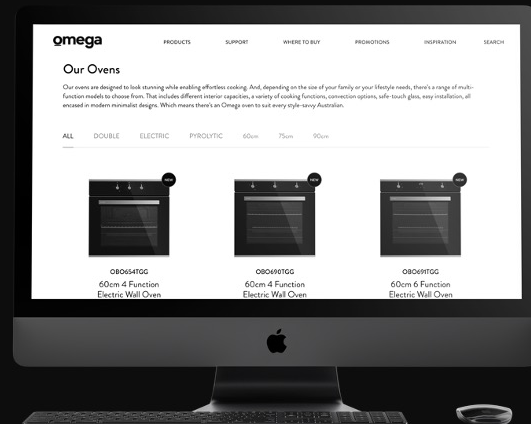 omega
PRODUCTS SUPPORT WHERE TO BUY PROMOTIONS INSPIRATION SEARCH
Our Ovens
Our ovens are designed to look stunning while enabling effortless cooking. And, depending on the size of your family or your lifestyle needs, there's a range of multi-
function models to choose from. That includes different interior capacities, a variety of cooking functions, convection options, safe-touch glass, easy installation, all
encased in modern minimalist designs. Which means there's an Omega oven to suit every style-savvy Australian.
ALL DOUBLE ELECTRIC PYROLYTIC 60cm 75cm 90cm
NEW NEW NEW
OBO654TGG OBO690TGG OBO691TGG
60cm 4 Function 60cm 4 Function 60cm 6 Function
Electric Wall Oven Electric Wall Oven Electric Wall Oven